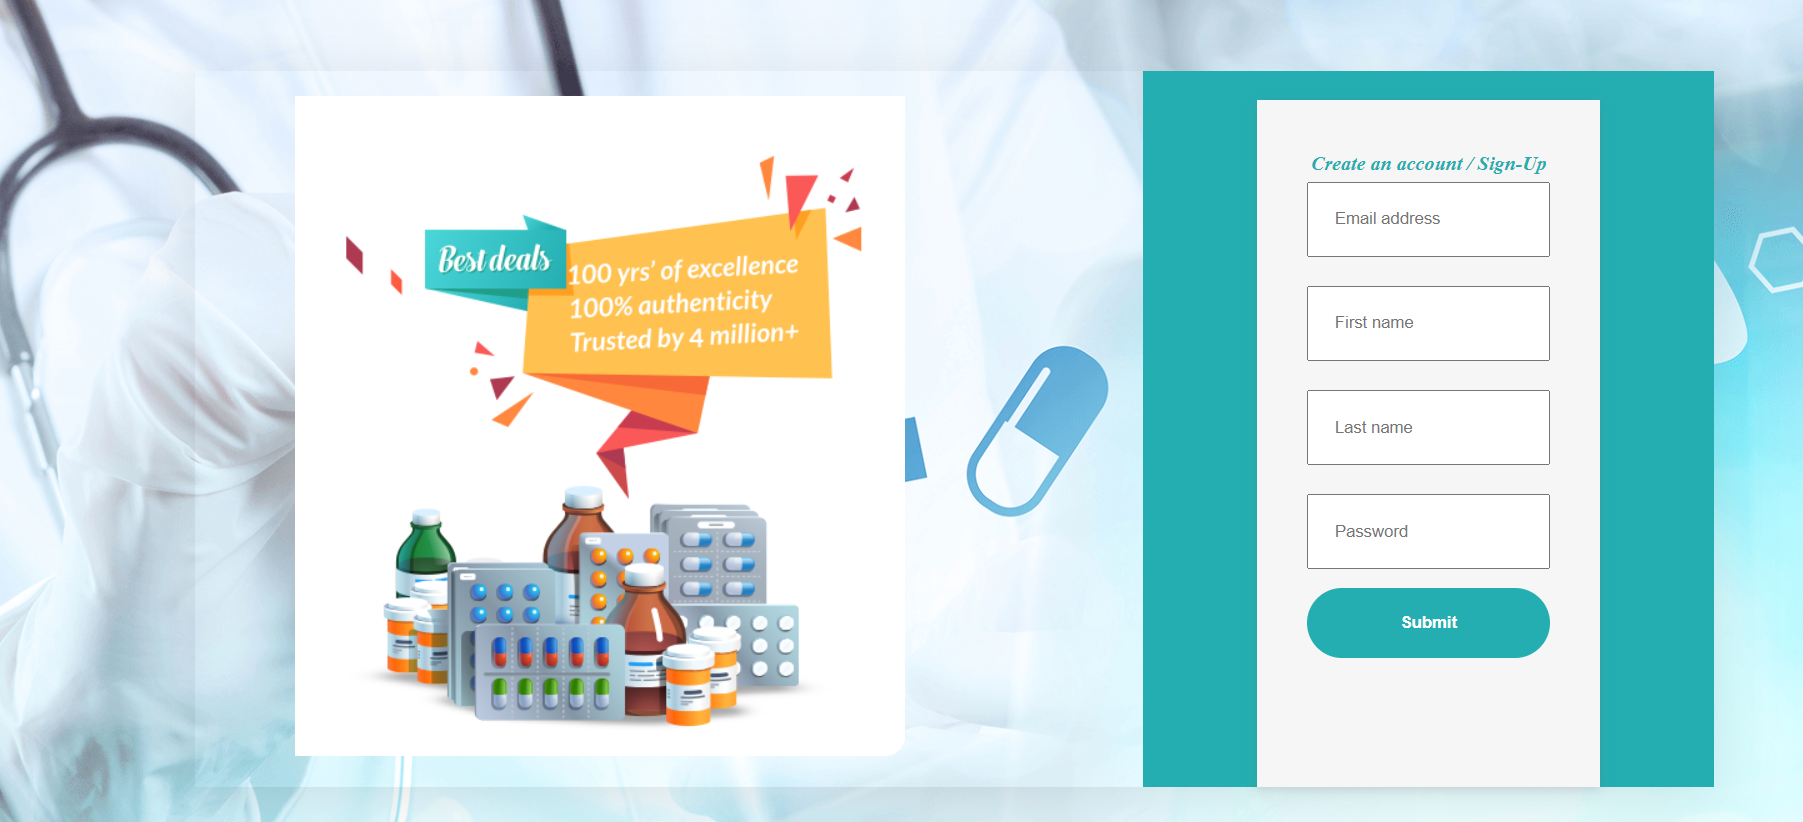 Best deals
100 yrs' of excellence
100% authenticity
Trusted by 4 million+
Create an account / Sign-Up
Email address
First name
Last name
Password
Submit